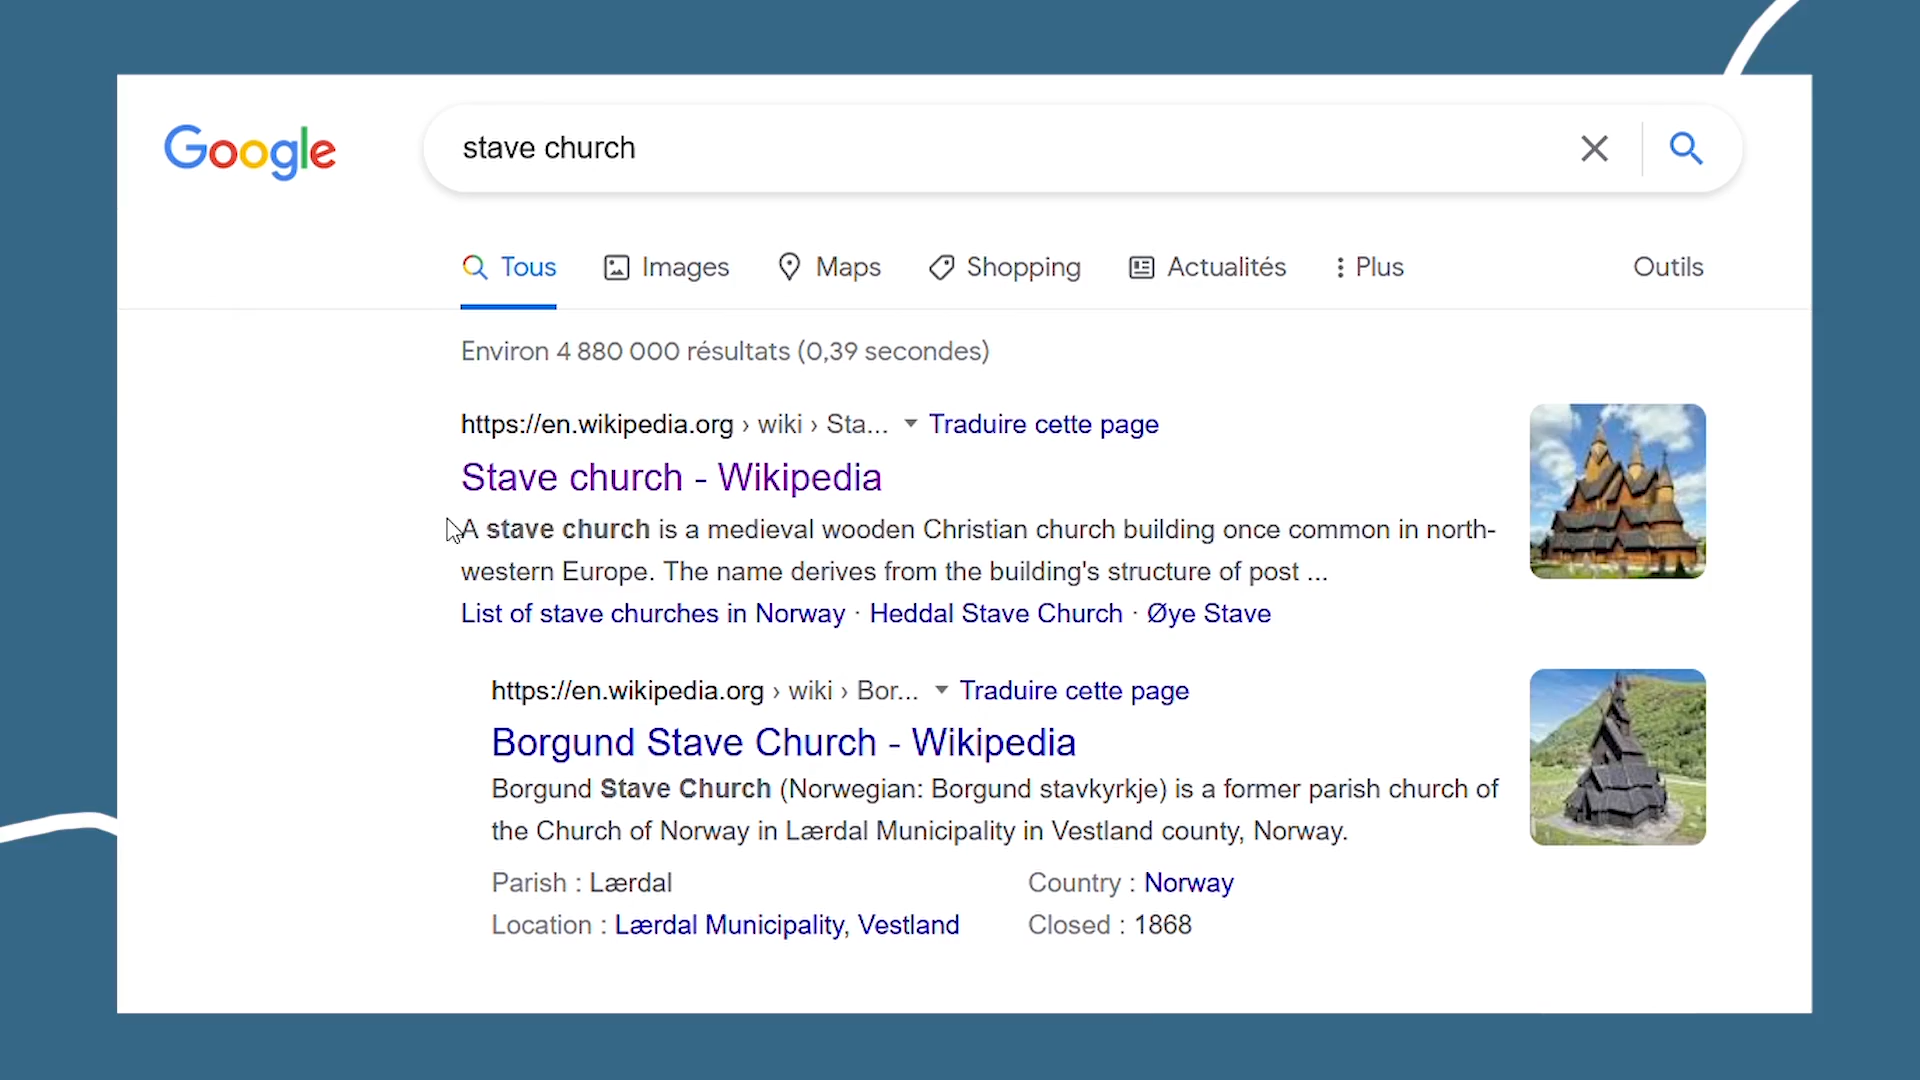 Google
stave church
Tous Images Maps Shopping Actualités Plus Outils
Environ 4 880 000 résultats (0,39 secondes)
https://en.wikipedia.org › wiki › Sta... Traduire cette page
Stave church - Wikipedia
A stave church is a medieval wooden Christian church building once common in north-
western Europe. The name derives from the building's structure of post ...
List of stave churches in Norway · Heddal Stave Church · Øye Stave
https://en.wikipedia.org › wiki › Bor... Traduire cette page
Borgund Stave Church - Wikipedia
Borgund Stave Church (Norwegian: Borgund stavkyrkje) is a former parish church of
the Church of Norway in Lærdal Municipality in Vestland county, Norway.
Parish : Lærdal Country : Norway
Location : Lærdal Municipality, Vestland Closed : 1868